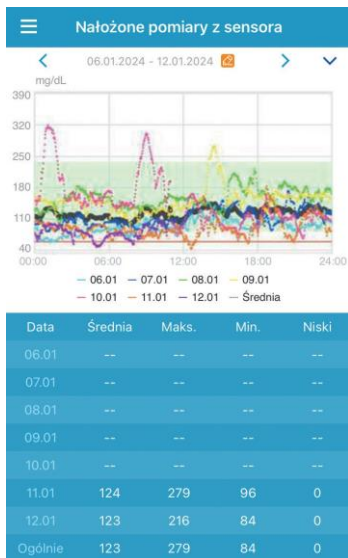 Nałożone pomiary z sensora
06.01.2024 - 12.01.2024
mg/dL
390
320
250
180
110
40
00:00 06:00 12:00 18:00 24:00
06.01 07.01 08.01 09.01
10.01 11.01 12.01 Średnia
Data Średnia Maks. Min. Niski
06.01 -- -- -- --
07.01 -- -- -- --
08.01 -- -- -- --
09.01 -- -- -- --
10.01 -- -- -- --
11.01 124 279 96 0
12.01 123 216 84 0
Ogólnie 123 279 84 0